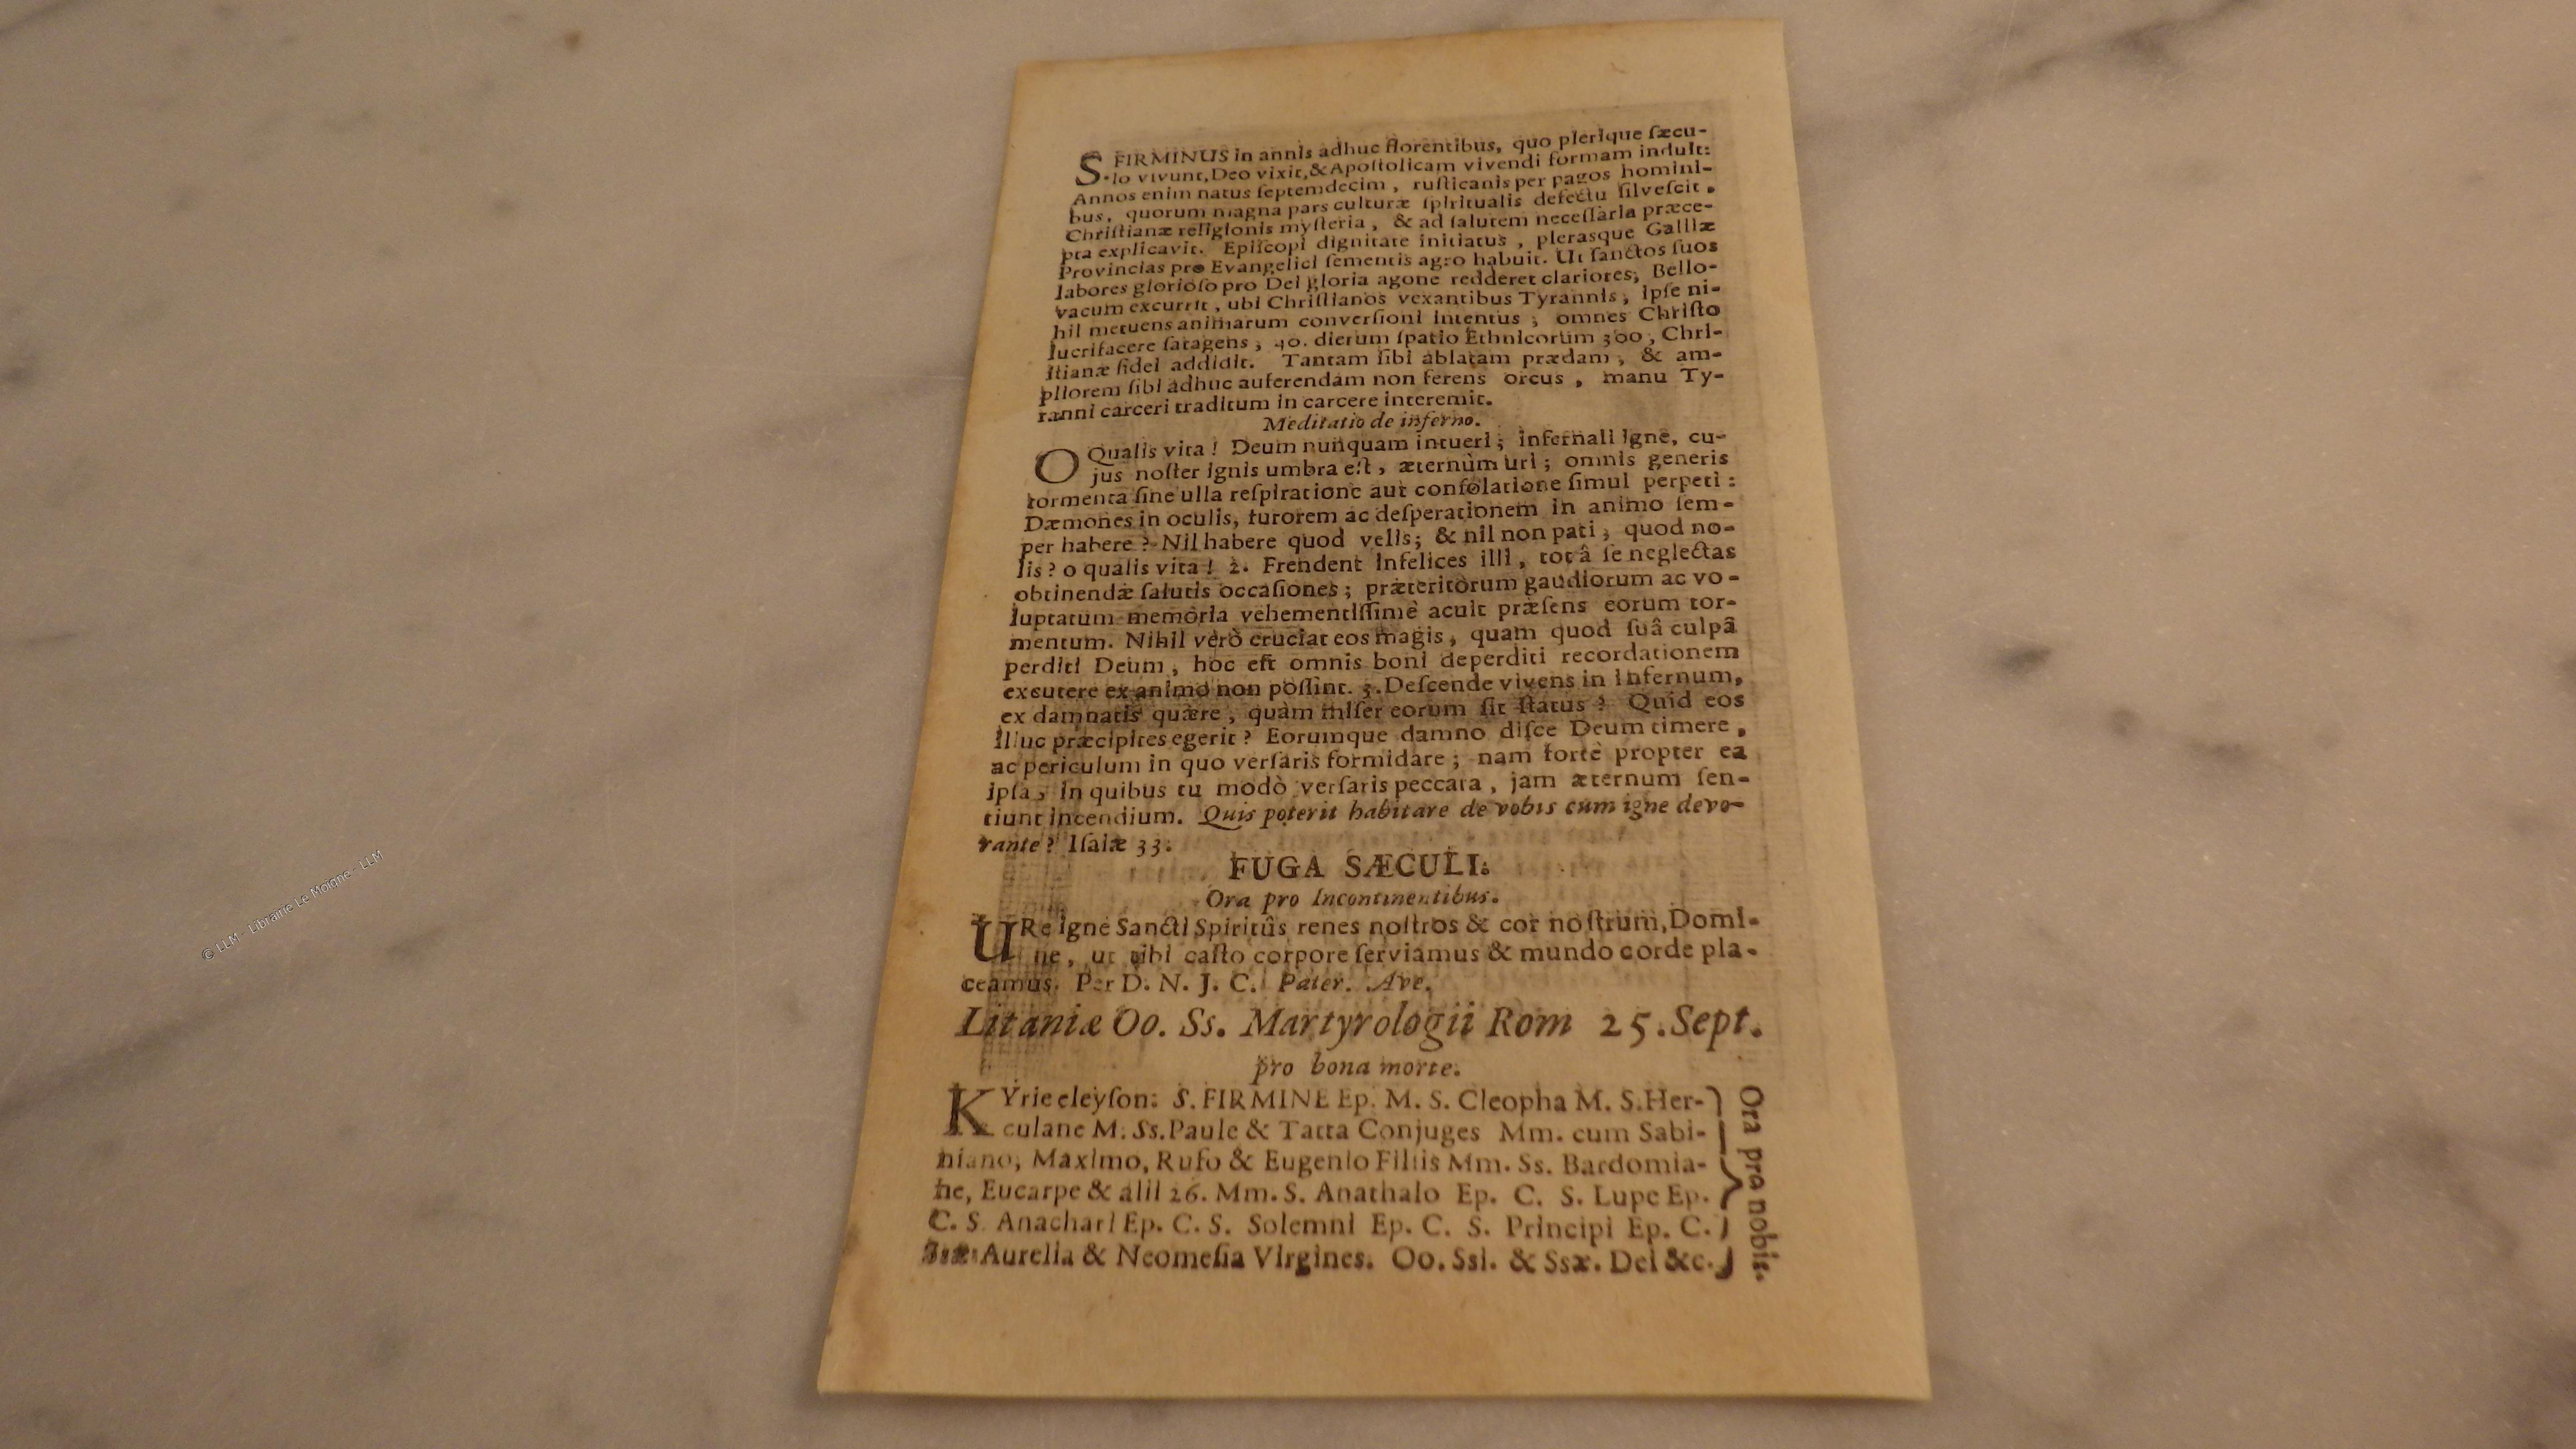 S. FIRMINUS in annis adhuc florentibus, quo plerique ſæcu-
lo vivunt, Deo vixit, & Apoſtolicam vivendi formam induit:
Annos enim natus ſeptemdecim, ruſticanis per pagos homini-
bus, quorum magna pars culturæ ſpiritualis defectu ſilveſcit.
Chriſtianæ religionis myſteria, & ad ſalutem neceſſaria præce-
pta explicavit. Epiſcopi dignitate initiatus, plerasque Galliæ
Provincias pro Evangelici ſementis agro habuit. Ut ſanctos ſuos
labores glorioſo pro Dei gloria agone redderet clariores, Bello-
vacum excurrit, ubi Chriſtianos vexantibus Tyrannis, ipſe ni-
hil metuens animarum converſioni intentus; omnes Chriſto
lucrifacere ſatagens; 40. dierum ſpatio Ethnicorum 300, Chri-
ſtianæ fidei addidit. Tantam ſibi ablatam prædam, & am-
pliorem ſibi adhuc auferendam non ferens orcus, manu Ty-
ranni carceri traditum in carcere interemit.
Meditatio de inferno.
O Qualis vita! Deum nunquam intueri; infernali igne, cu-
jus noſter ignis umbra eſt, æternùm uri; omnis generis
tormenta ſine ulla reſpiratione aut conſolatione ſimul perpeti:
Dæmones in oculis, furorem ac deſperationem in animo ſem-
per habere? Nil habere quod velis; & nil non pati; quod no-
lis? o qualis vita! 2. Frendent infelices illi, tot â ſe neglectas
obtinendæ ſalutis occaſiones; præteritorum gaudiorum ac vo-
luptatum memoria vehementiſſimè acuit præſens eorum tor-
mentum. Nihil verò cruciat eos magis, quam quod ſuâ culpâ
perditi Deum, hoc eſt omnis boni deperditi recordationem
excutere ex animo non poſſint. 3. Deſcende vivens in infernum,
ex damnatis quære, quàm miſer eorum ſit ſtatus? Quid eos
illuc præcipites egerit? Eorumque damno diſce Deum timere,
ac periculum in quo verſaris formidare; nam fortè propter ea
ipſa, in quibus tu modò verſaris peccata, jam æternum ſen-
tiunt incendium. Quis poterit habitare de vobis cum igne devo-
rante? Iſaiæ 33.
FUGA SÆCULI:
Ora pro Incontinentibus.
URe igne Sancti Spiritûs renes noſtros & cor noſtrum, Domi-
ne, ut tibi caſto corpore ſerviamus & mundo corde pla-
ceamus. Per D. N. J. C. Pater. Ave.
Litaniæ Oo. Ss. Martyrologii Rom 25. Sept.
pro bona morte.
KYrie eleyſon: S. FIRMINE Ep. M. S. Cleopha M. S. Her-
culane M. Ss. Paule & Tatta Conjuges Mm. cum Sabi-
niano, Maximo, Rufo & Eugenio Filiis Mm. Ss. Bardomia-
ne, Eucarpe & alii 26. Mm. S. Anathalo Ep. C. S. Lupe Ep.
C. S. Anachari Ep. C. S. Solemni Ep. C. S. Principi Ep. C.
Aurelia & Neomeſia Virgines. Oo. Ssi. & Ssæ. Dei &c.
Ora pro nobis.
© LLM - Librairie Le Moigne - LLM